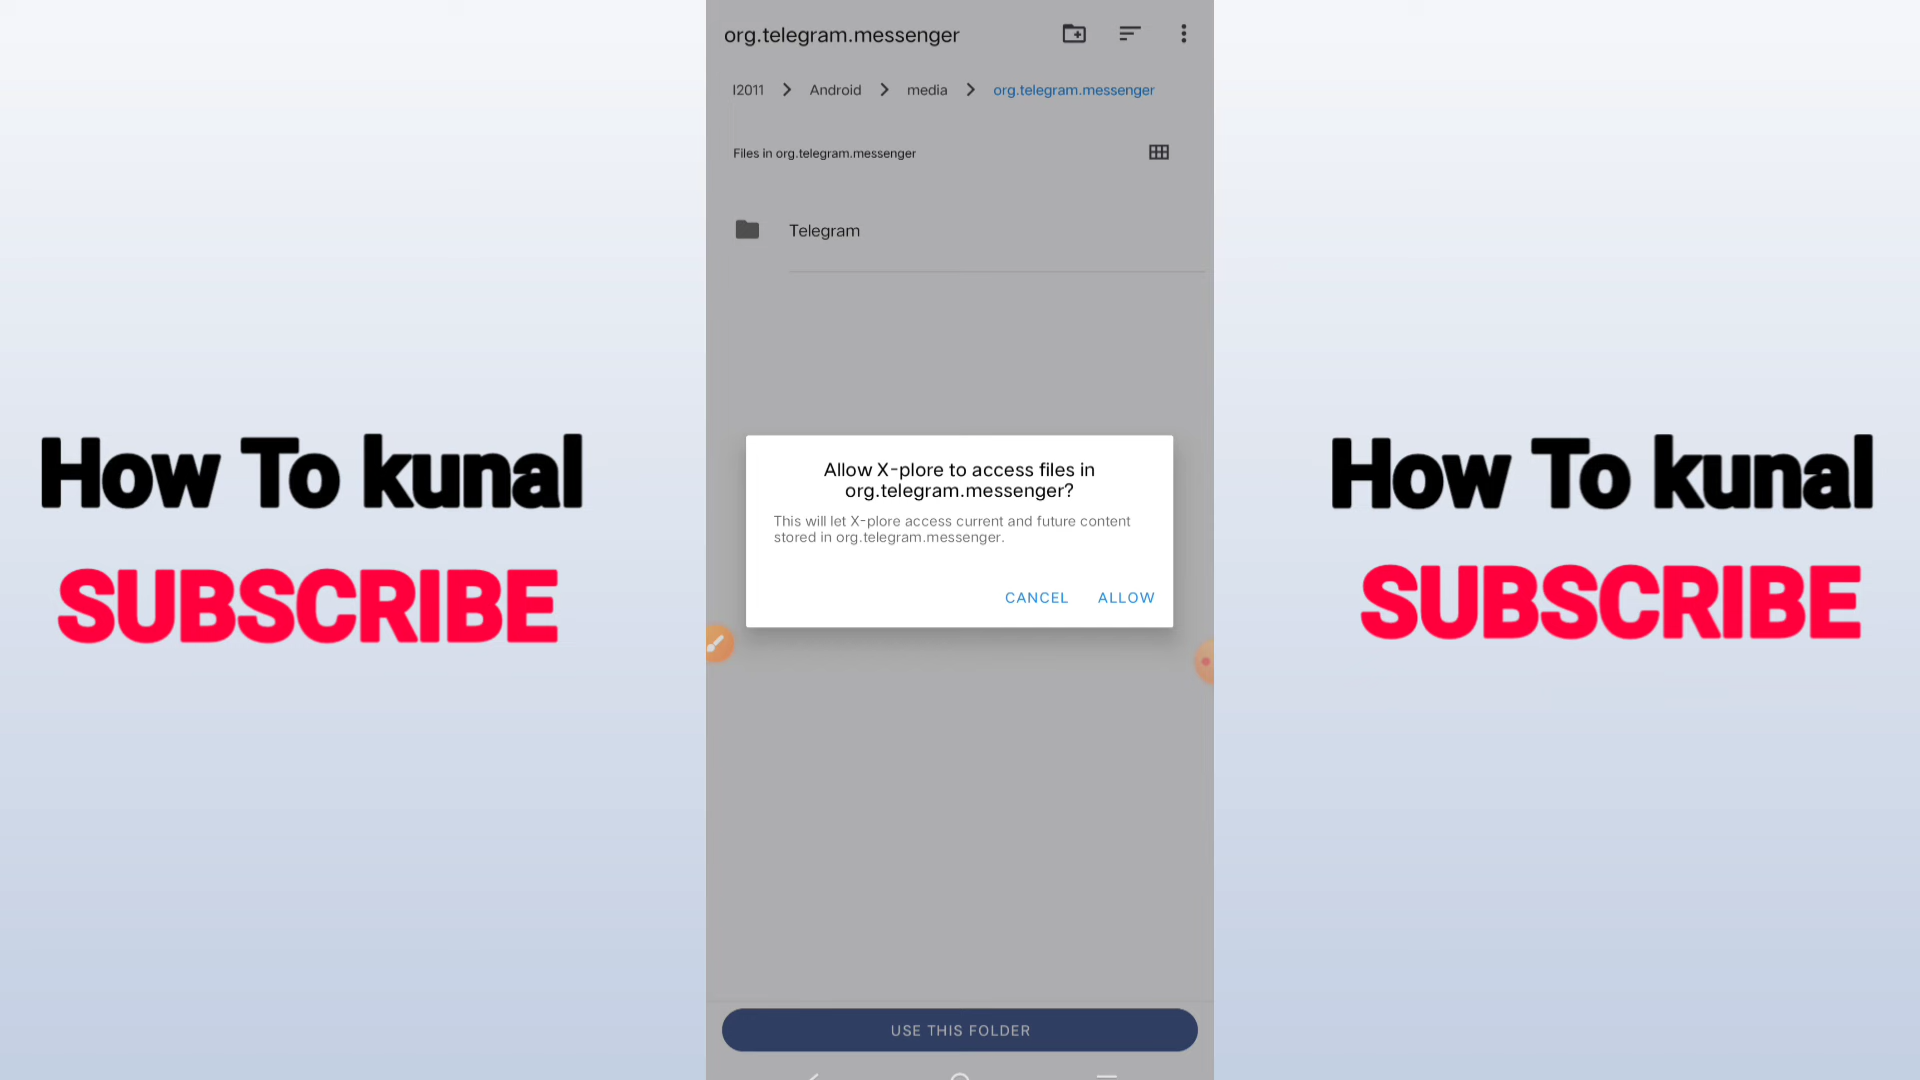 org.telegram.messenger
I2011 Android media org.telegram.messenger
Files in org.telegram.messenger
Telegram
How To kunal
SUBSCRIBE
Allow X-plore to access files in
org.telegram.messenger?
This will let X-plore access current and future content
stored in org.telegram.messenger.
CANCEL ALLOW
How To kunal
SUBSCRIBE
USE THIS FOLDER